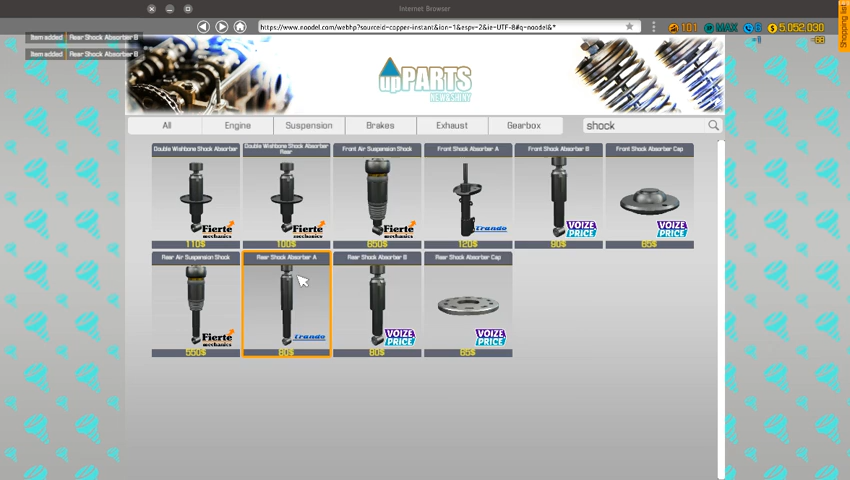 Internet Browser
https://www.noodel.com/webhp?sourceid=copper-instant&ion=1&espv=2&ie=UTF-8#q=noodel&*
101 MAX 6 5,052,030
-1
Shopping list
Item added | Rear Shock Absorber B
Item added | Rear Shock Absorber B
upPARTS
NEW&SHINY
All Engine Suspension Brakes Exhaust Gearbox shock
Double Wishbone Shock Absorber
Double Wishbone Shock Absorber Rear
Front Air Suspension Shock
Front Shock Absorber A
Front Shock Absorber B
Front Shock Absorber Cap
Fierte mechanics
Fierte mechanics
Fierte mechanics
Trando
VOIZE PRICE
VOIZE PRICE
110$ 100$ 650$ 120$ 90$ 65$
Rear Air Suspension Shock
Rear Shock Absorber A
Rear Shock Absorber B
Rear Shock Absorber Cap
Fierte mechanics
Trando
VOIZE PRICE
VOIZE PRICE
550$ 80$ 80$ 65$